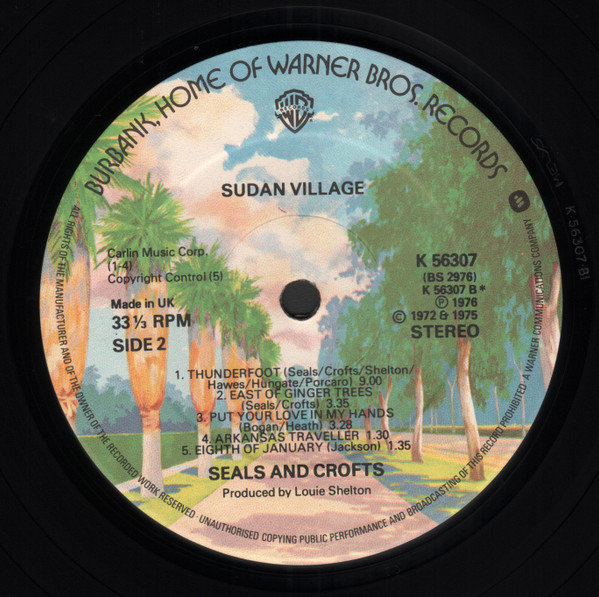 BURBANK, HOME OF WARNER BROS. RECORDS
RECORDS
SUDAN VILLAGE
Carlin Music Corp.
(1-4)
Copyright Control (5)
Made in UK
33⅓ RPM
SIDE 2
K 56307
(BS 2976)
K 56307 B*
Ⓟ 1976
© 1972 & 1975
STEREO
1. THUNDERFOOT (Seals/Crofts/Shelton/
Hawes/Hungate/Porcaro) 9.00
2. EAST OF GINGER TREES
(Seals/Crofts) 3.35
3. PUT YOUR LOVE IN MY HANDS
(Bogan/Heath) 3.28
4. ARKANSAS TRAVELLER 1.30
5. EIGHTH OF JANUARY (Jackson) 1.35
SEALS AND CROFTS
Produced by Louie Shelton
ALL RIGHTS OF THE MANUFACTURER AND OF THE OWNER OF THE RECORDED WORK RESERVED · UNAUTHORISED COPYING PUBLIC PERFORMANCE AND BROADCASTING OF THIS RECORD PROHIBITED · A WARNER COMMUNICATIONS COMPANY
K 56307-B1